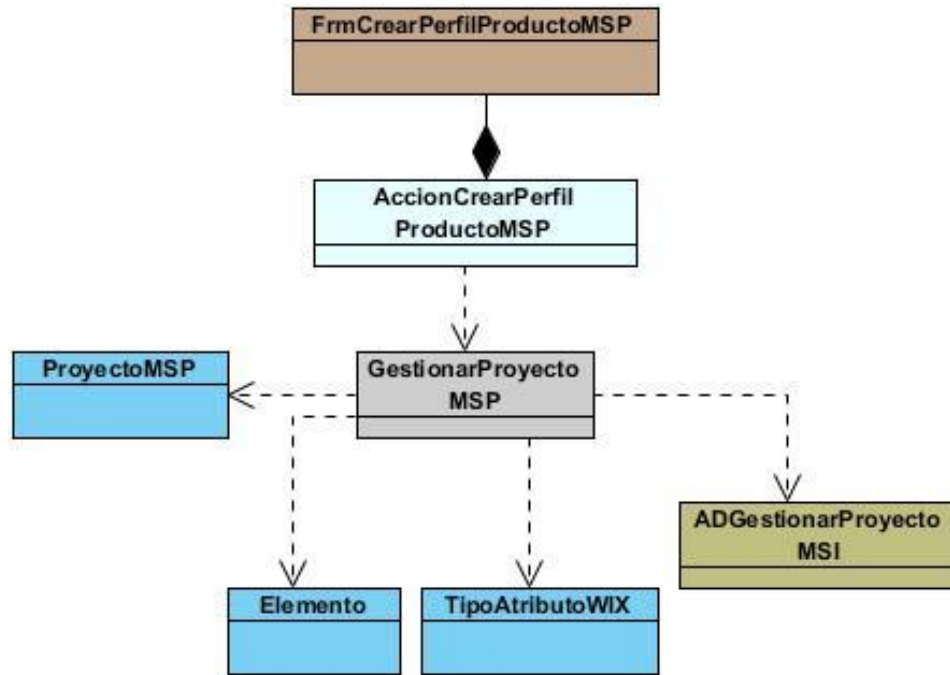 FrmCrearPerfilProductoMSP
AccionCrearPerfil
ProductoMSP
ProyectoMSP
GestionarProyecto
MSP
ADGestionarProyecto
MSI
Elemento
TipoAtributoWIX